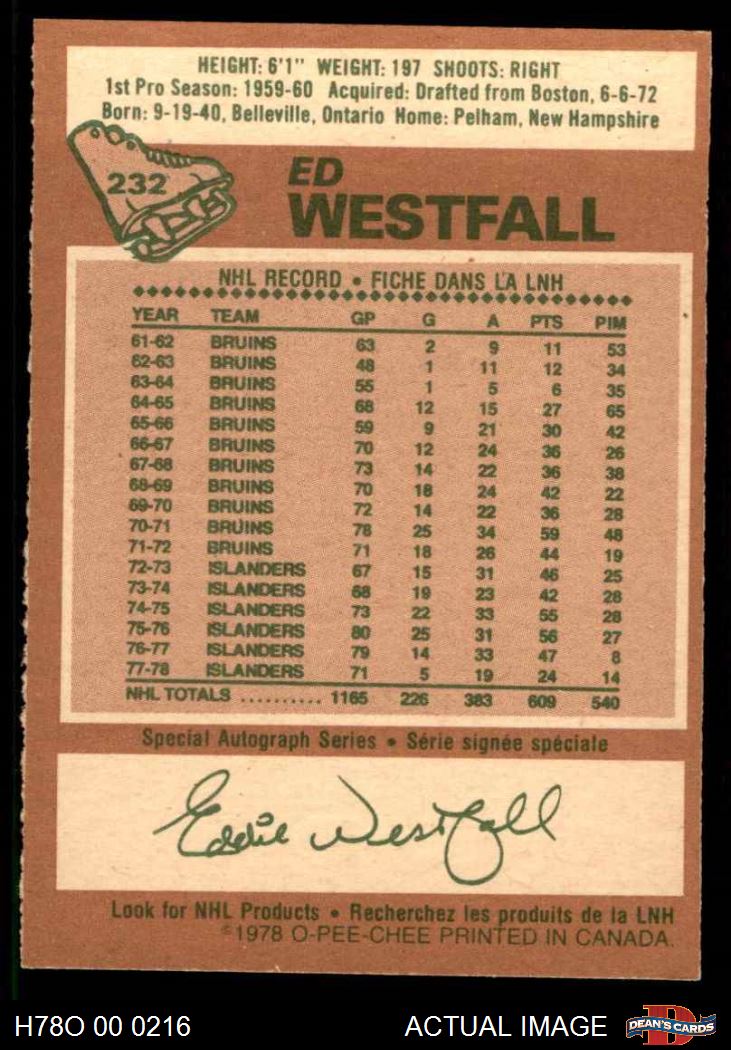 HEIGHT: 6'1" WEIGHT: 197 SHOOTS: RIGHT
1st Pro Season: 1959-60 Acquired: Drafted from Boston, 6-6-72
Born: 9-19-40, Belleville, Ontario Home: Pelham, New Hampshire
232
ED
WESTFALL
NHL RECORD • FICHE DANS LA LNH
YEAR TEAM GP G A PTS PIM
61-62 BRUINS 63 2 9 11 53
62-63 BRUINS 48 1 11 12 34
63-64 BRUINS 55 1 5 6 35
64-65 BRUINS 68 12 15 27 65
65-66 BRUINS 59 9 21 30 42
66-67 BRUINS 70 12 24 36 26
67-68 BRUINS 73 14 22 36 38
68-69 BRUINS 70 18 24 42 22
69-70 BRUINS 72 14 22 36 28
70-71 BRUINS 78 25 34 59 48
71-72 BRUINS 71 18 26 44 19
72-73 ISLANDERS 67 15 31 46 25
73-74 ISLANDERS 68 19 23 42 28
74-75 ISLANDERS 73 22 33 55 28
75-76 ISLANDERS 80 25 31 56 27
76-77 ISLANDERS 79 14 33 47 8
77-78 ISLANDERS 71 5 19 24 14
NHL TOTALS .......... 1165 226 383 609 540
Special Autograph Series • Série signée spéciale
Eddie Westfall
Look for NHL Products • Recherchez les produits de la LNH
©1978 O-PEE-CHEE PRINTED IN CANADA.
H78O 00 0216 ACTUAL IMAGE D DEAN'S CARDS